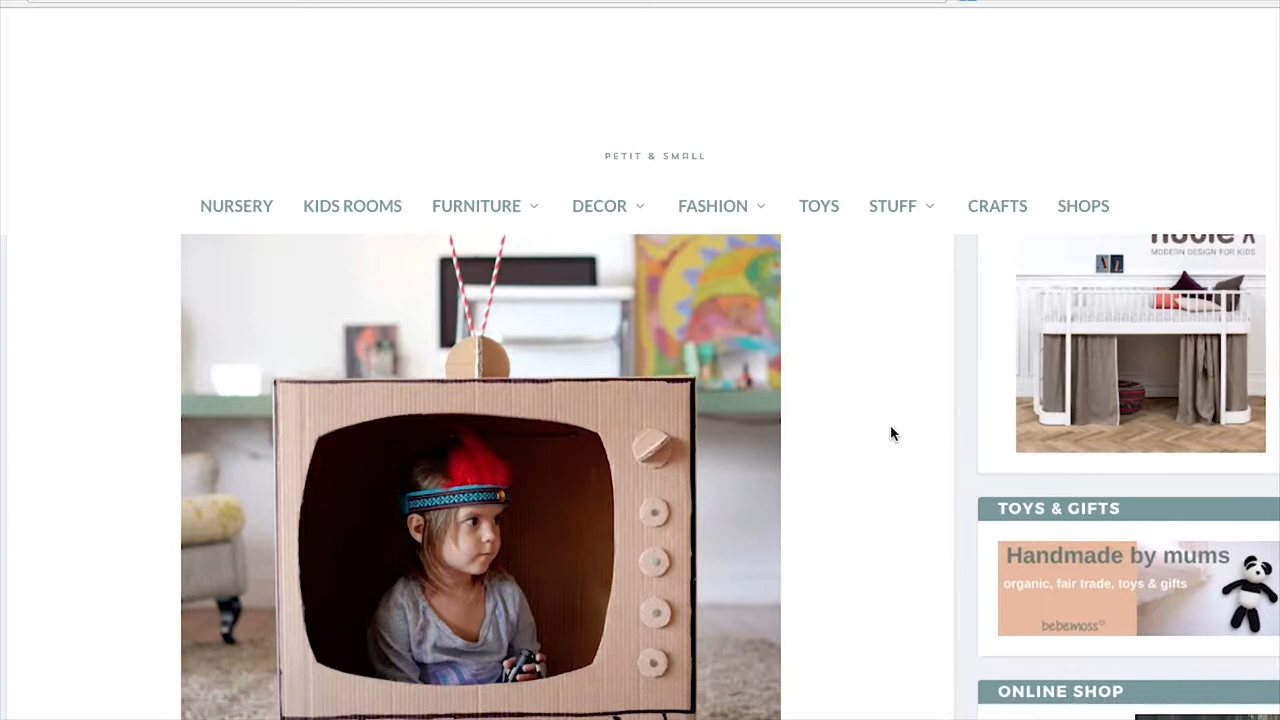 PETIT & SMALL
NURSERY KIDS ROOMS FURNITURE DECOR FASHION TOYS STUFF CRAFTS SHOPS
MODERN DESIGN FOR KIDS
TOYS & GIFTS
Handmade by mums
organic, fair trade, toys & gifts
bebemoss
ONLINE SHOP